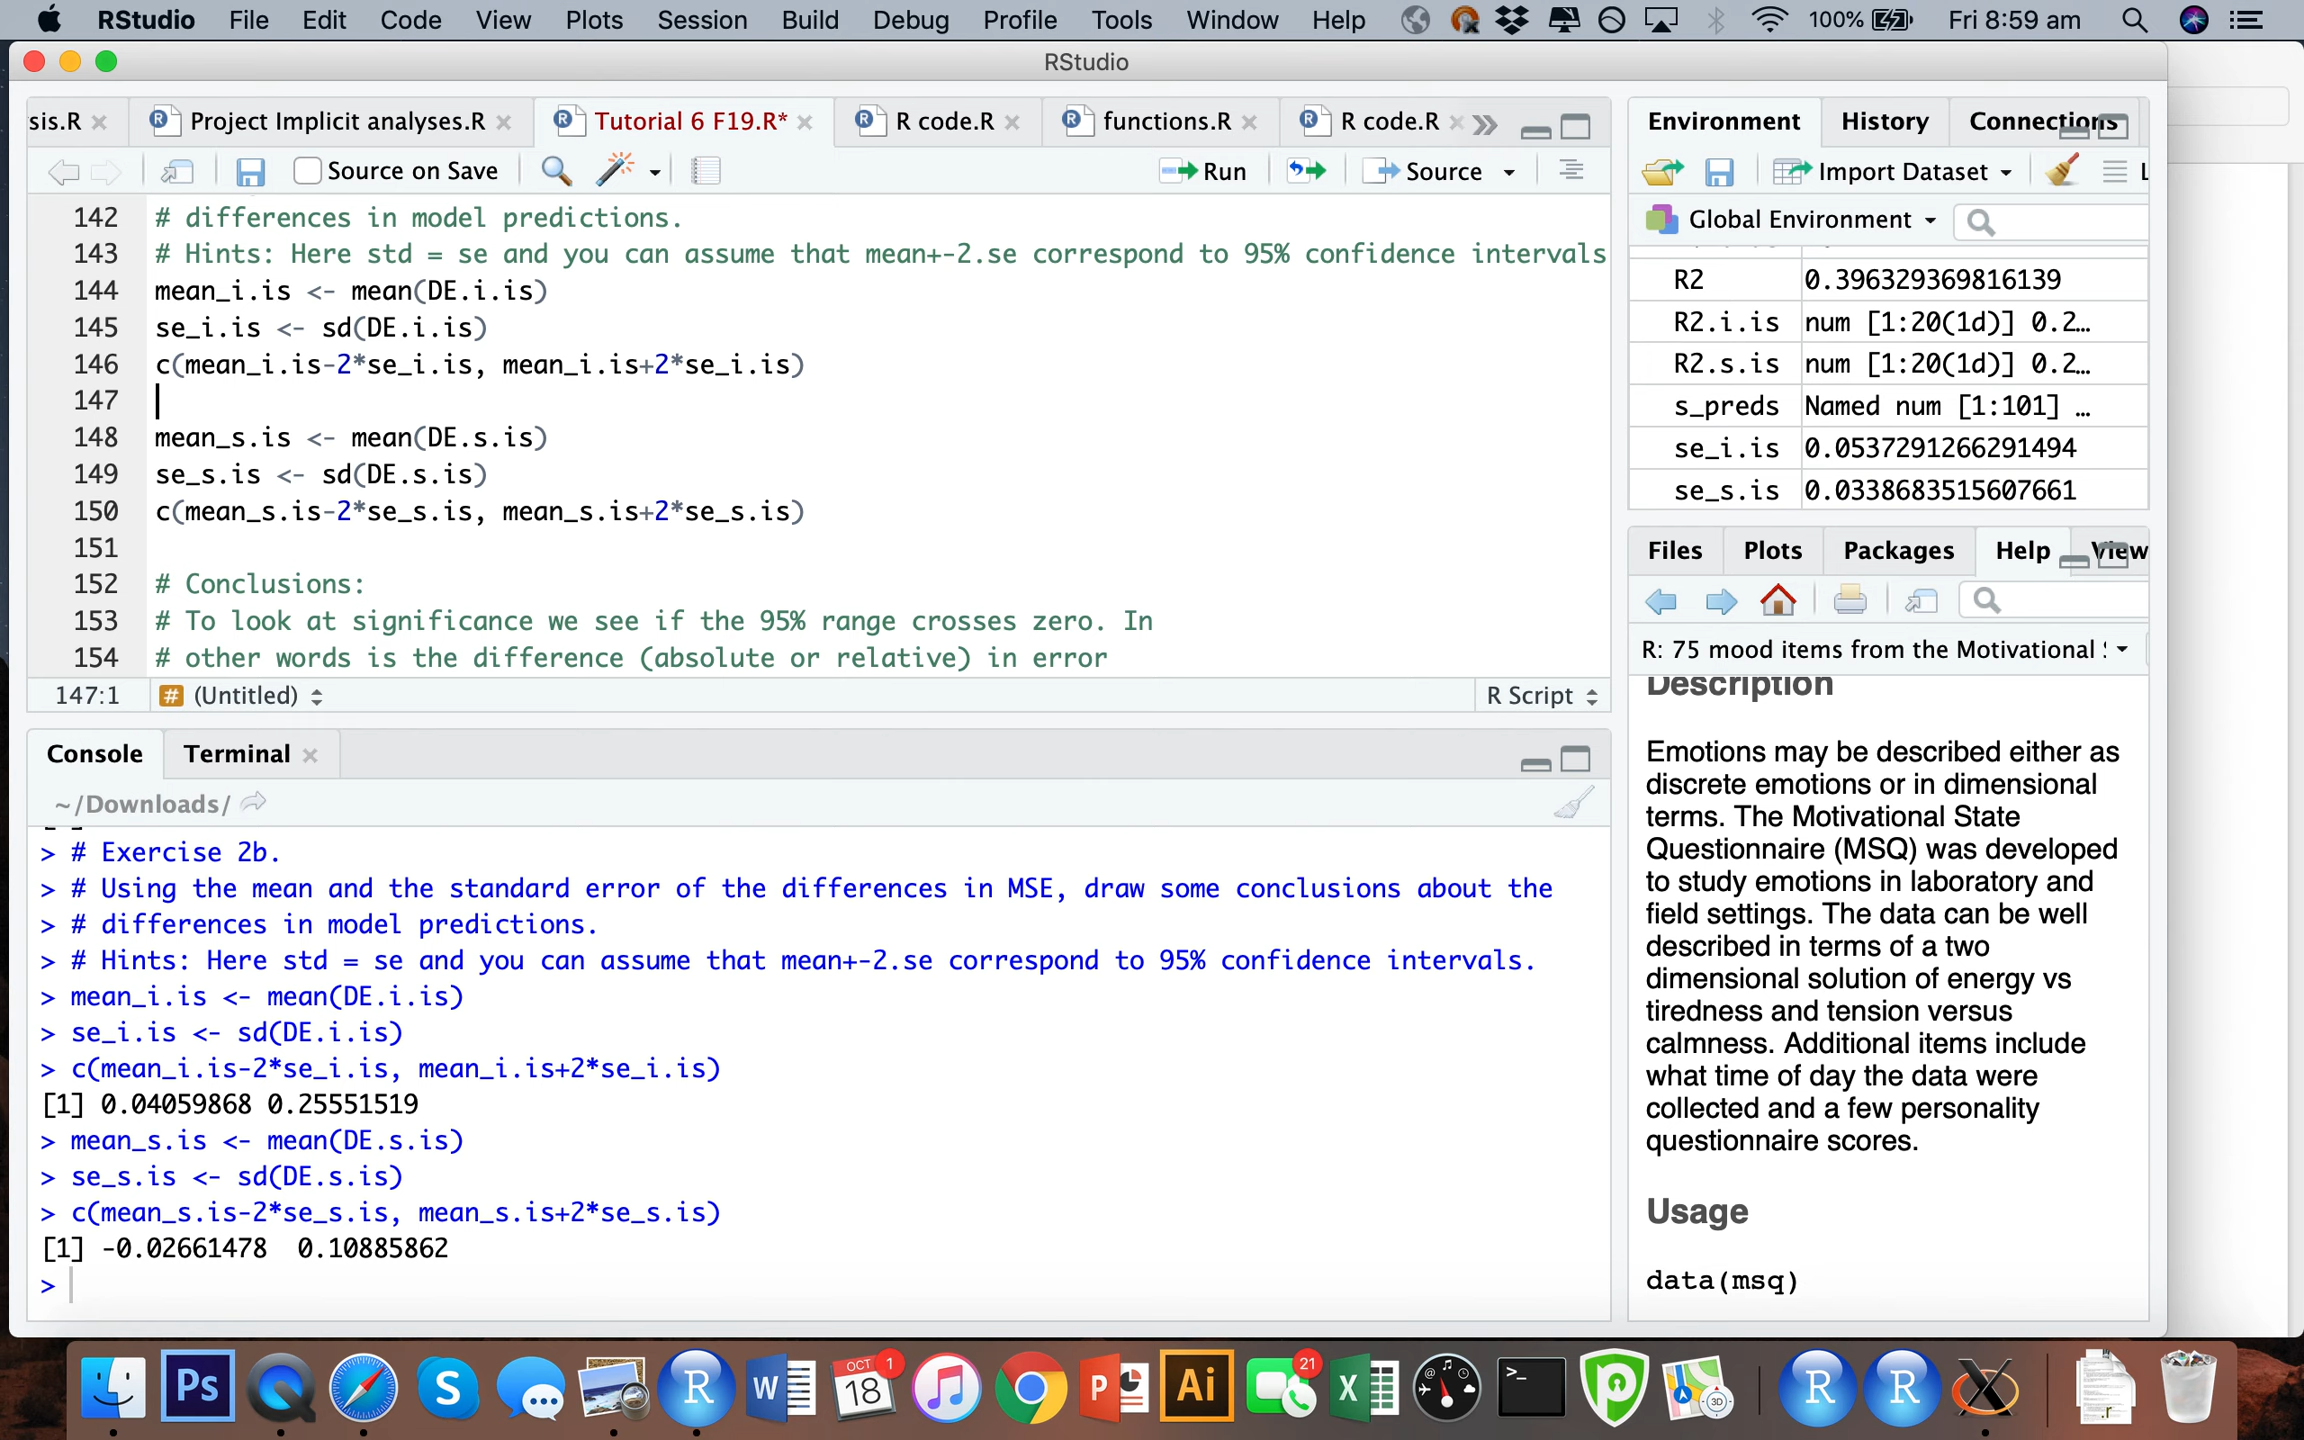 RStudio File Edit Code View Plots Session Build Debug Profile Tools Window Help 100% Fri 8:59 am
RStudio
sis.R Project Implicit analyses.R Tutorial 6 F19.R* R code.R functions.R R code.R
Source on Save Run Source
142 # differences in model predictions.
143 # Hints: Here std = se and you can assume that mean+-2.se correspond to 95% confidence intervals
144 mean_i.is <- mean(DE.i.is)
145 se_i.is <- sd(DE.i.is)
146 c(mean_i.is-2*se_i.is, mean_i.is+2*se_i.is)
147
148 mean_s.is <- mean(DE.s.is)
149 se_s.is <- sd(DE.s.is)
150 c(mean_s.is-2*se_s.is, mean_s.is+2*se_s.is)
151
152 # Conclusions:
153 # To look at significance we see if the 95% range crosses zero. In
154 # other words is the difference (absolute or relative) in error
147:1 # (Untitled) R Script
Console Terminal
~/Downloads/
> # Exercise 2b.
> # Using the mean and the standard error of the differences in MSE, draw some conclusions about the
> # differences in model predictions.
> # Hints: Here std = se and you can assume that mean+-2.se correspond to 95% confidence intervals.
> mean_i.is <- mean(DE.i.is)
> se_i.is <- sd(DE.i.is)
> c(mean_i.is-2*se_i.is, mean_i.is+2*se_i.is)
[1] 0.04059868 0.25551519
> mean_s.is <- mean(DE.s.is)
> se_s.is <- sd(DE.s.is)
> c(mean_s.is-2*se_s.is, mean_s.is+2*se_s.is)
[1] -0.02661478  0.10885862
>
Environment History Connections
Import Dataset L
Global Environment
R2 0.396329369816139
R2.i.is num [1:20(1d)] 0.2…
R2.s.is num [1:20(1d)] 0.2…
s_preds Named num [1:101] …
se_i.is 0.0537291266291494
se_s.is 0.0338683515607661
Files Plots Packages Help View
R: 75 mood items from the Motivational
Description
Emotions may be described either as
discrete emotions or in dimensional
terms. The Motivational State
Questionnaire (MSQ) was developed
to study emotions in laboratory and
field settings. The data can be well
described in terms of a two
dimensional solution of energy vs
tiredness and tension versus
calmness. Additional items include
what time of day the data were
collected and a few personality
questionnaire scores.
Usage
data(msq)
Ps S R W OCT 18 1 P Ai 21 X >_ 3D R R X .r